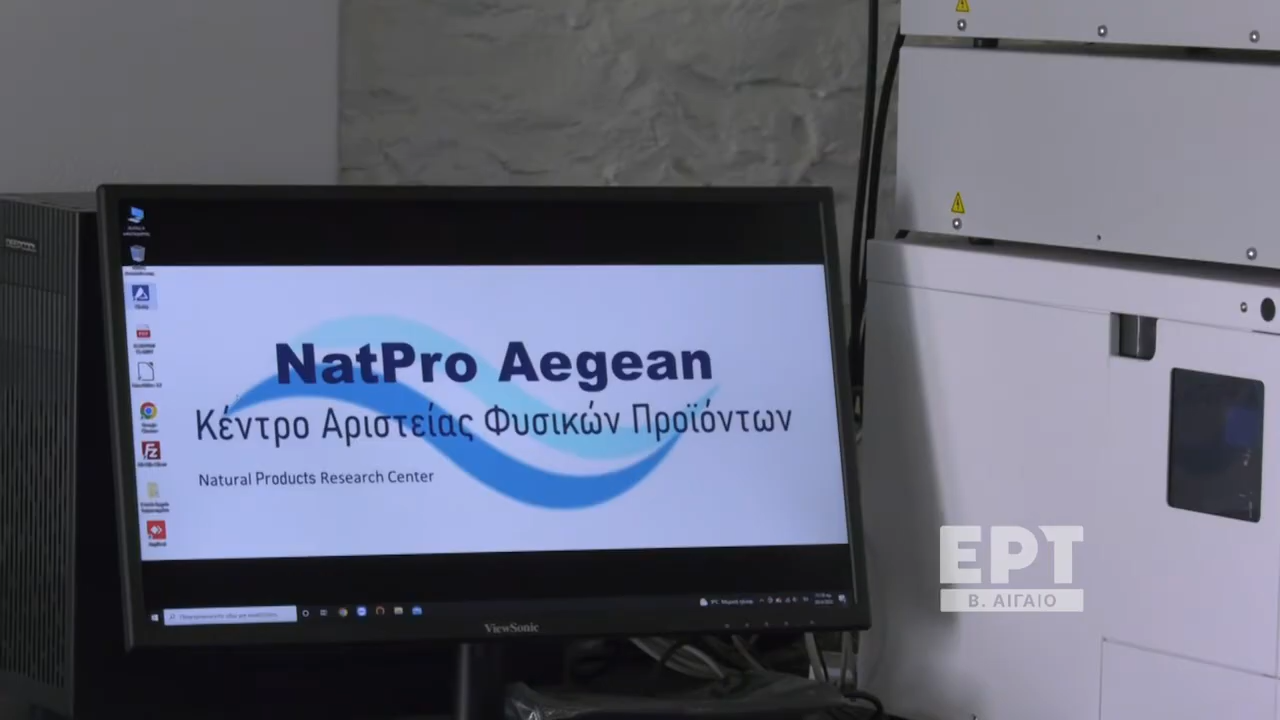 NatPro Aegean
Κέντρο Αριστείας Φυσικών Προϊόντων
Natural Products Research Center
ViewSonic
ΕΡΤ
Β. ΑΙΓΑΙΟ